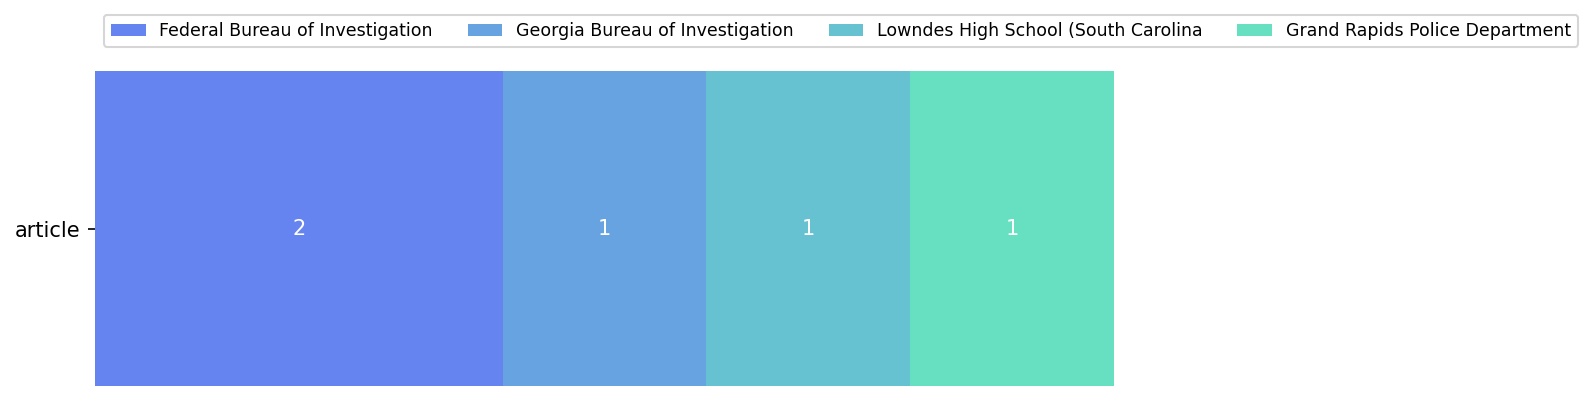 Federal Bureau of Investigation Georgia Bureau of Investigation Lowndes High School (South Carolina Grand Rapids Police Department
article 2 1 1 1